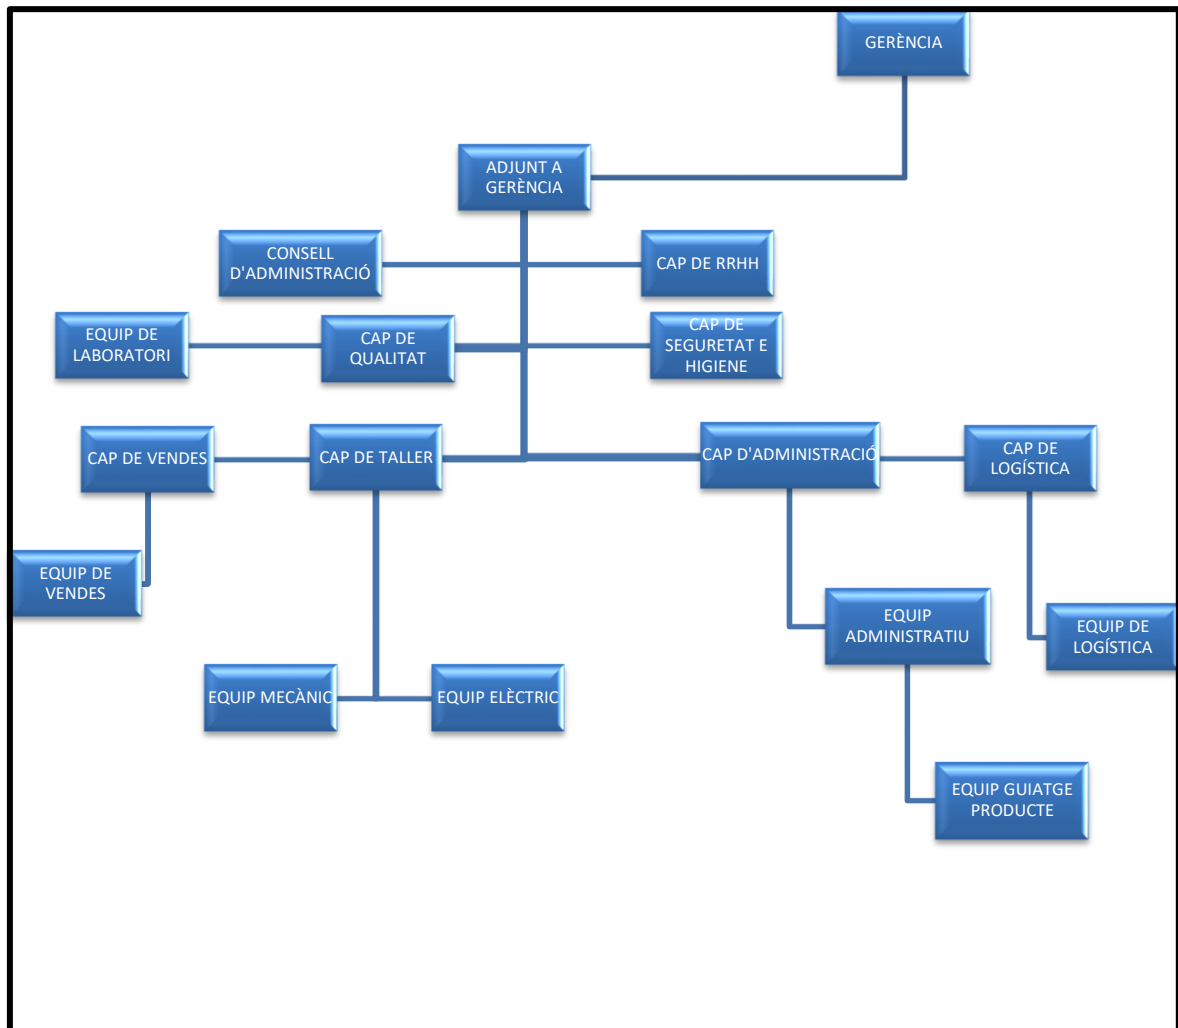 GERÈNCIA
ADJUNT A
GERÈNCIA
CONSELL
D'ADMINISTRACIÓ
CAP DE RRHH
EQUIP DE
LABORATORI
CAP DE
QUALITAT
CAP DE
SEGURETAT E
HIGIENE
CAP DE VENDES
CAP DE TALLER
CAP D'ADMINISTRACIÓ
CAP DE
LOGÍSTICA
EQUIP DE
VENDES
EQUIP
ADMINISTRATIU
EQUIP DE
LOGÍSTICA
EQUIP MECÀNIC
EQUIP ELÈCTRIC
EQUIP GUIATGE
PRODUCTE